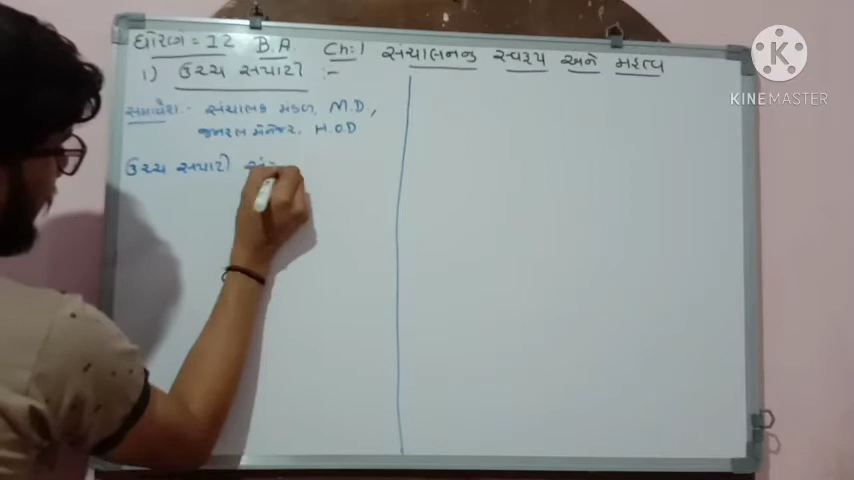 ધોરણ = 12 B.A. Ch:1 સંચાલનનુ સ્વરૂપ અને મહત્વ
1) ઉચ્ચ સપાટી :-
સમાવેશ:- સંચાલક મંડળ, M.D,
જનરલ મેનેજર, H.O.D
ઉચ્ચ સપાટી
KINEMASTER